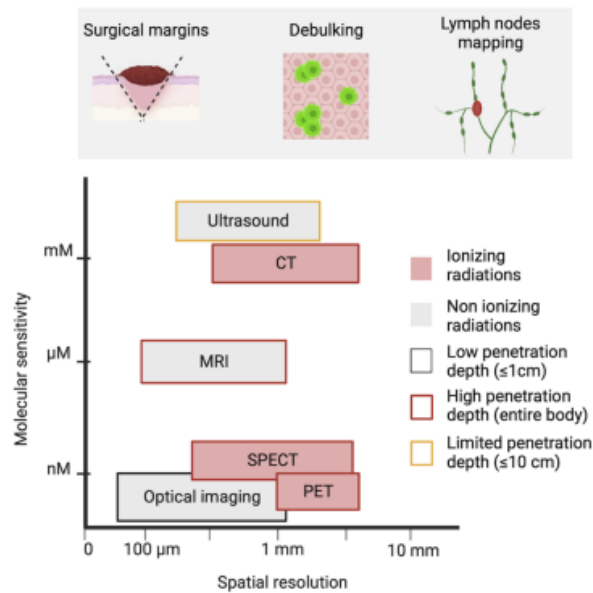 Surgical margins
Debulking
Lymph nodes
mapping
Molecular sensitivity
mM
µM
nM
Ultrasound
CT
MRI
SPECT
Optical imaging
PET
0
100 µm
1 mm
10 mm
Spatial resolution
Ionizing
radiations
Non ionizing
radiations
Low penetration
depth (≤1cm)
High penetration
depth (entire body)
Limited penetration
depth (≤10 cm)